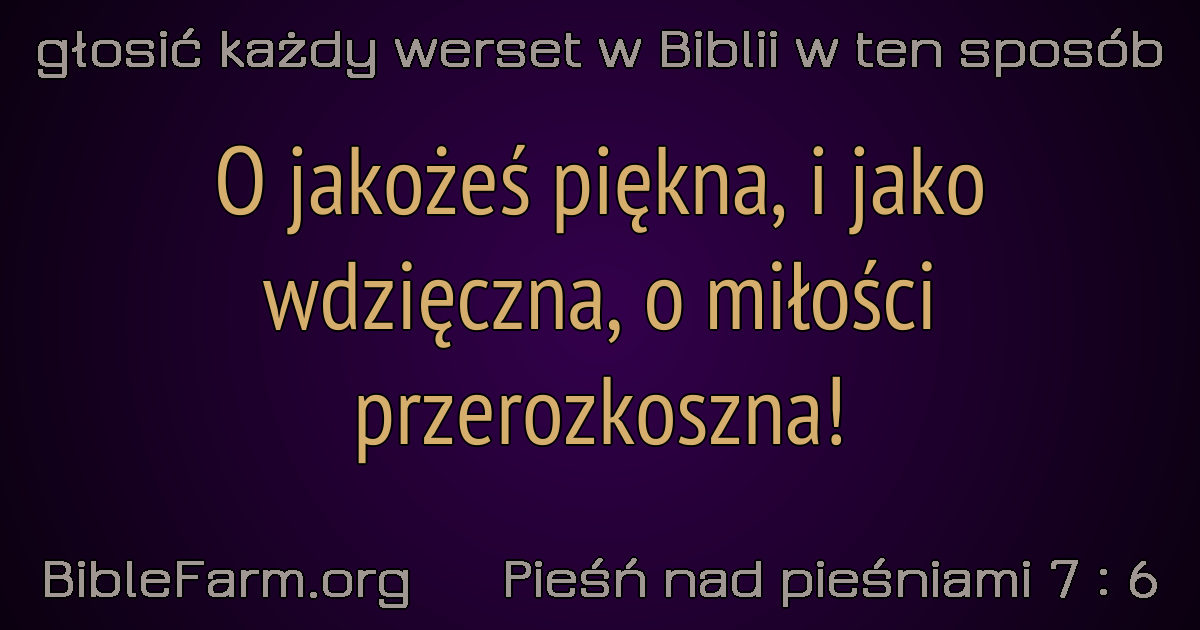 głosić każdy werset w Biblii w ten sposób
O jakożeś piękna, i jako
wdzięczna, o miłości
przerozkoszna!
BibleFarm.org Pieśń nad pieśniami 7 : 6